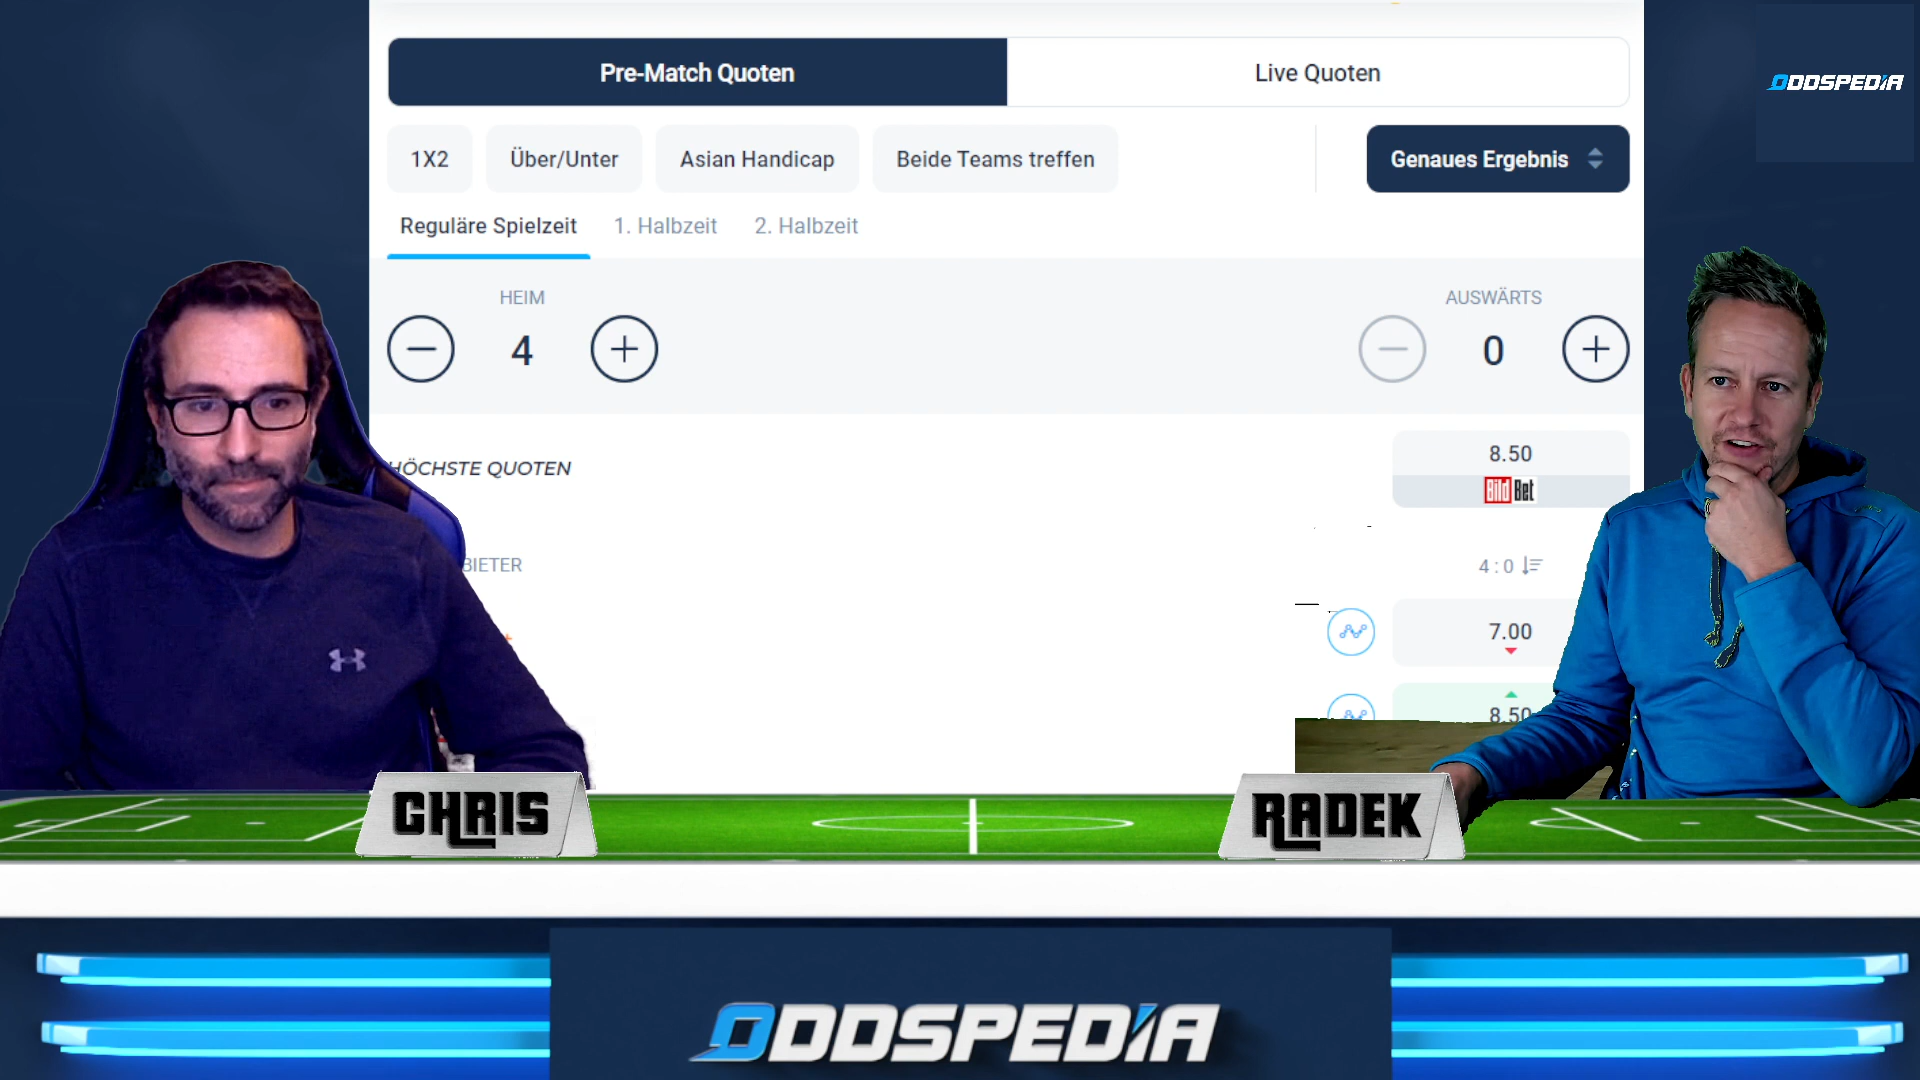 Pre-Match Quoten
Live Quoten
ODDSPEDIA
1X2
Über/Unter
Asian Handicap
Beide Teams treffen
Genaues Ergebnis
Reguläre Spielzeit
1. Halbzeit
2. Halbzeit
HEIM
4
AUSWÄRTS
0
HÖCHSTE QUOTEN
8.50
Bild Bet
BIETER
4 : 0
7.00
8.50
CHRIS
RADEK
ODDSPEDIA